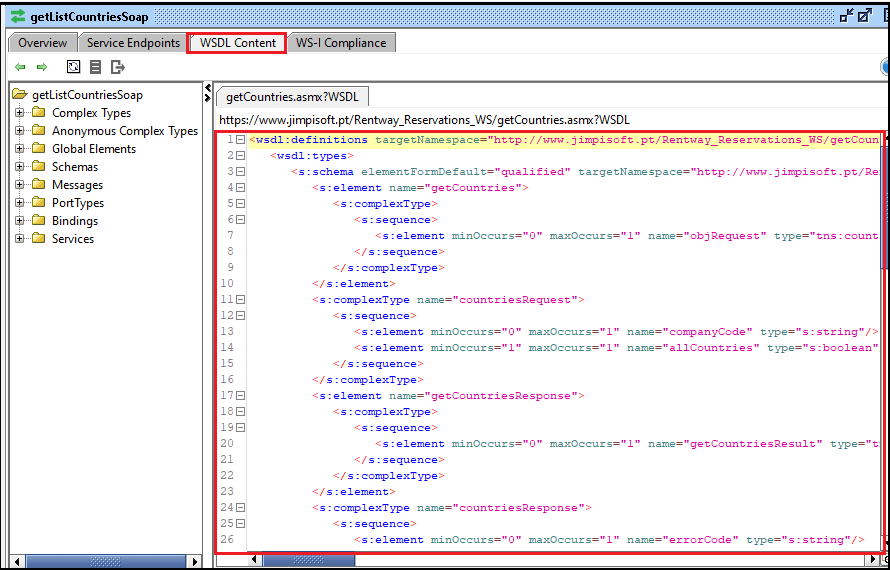 getListCountriesSoap
Overview Service Endpoints WSDL Content WS-I Compliance
getListCountriesSoap
Complex Types
Anonymous Complex Types
Global Elements
Schemas
Messages
PortTypes
Bindings
Services
getCountries.asmx?WSDL
https://www.jimpisoft.pt/Rentway_Reservations_WS/getCountries.asmx?WSDL
1 <wsdl:definitions targetNamespace="http://www.jimpisoft.pt/Rentway_Reservations_WS/getCoun
2 <wsdl:types>
3 <s:schema elementFormDefault="qualified" targetNamespace="http://www.jimpisoft.pt/Re
4 <s:element name="getCountries">
5 <s:complexType>
6 <s:sequence>
7 <s:element minOccurs="0" maxOccurs="1" name="objRequest" type="tns:count
8 </s:sequence>
9 </s:complexType>
10 </s:element>
11 <s:complexType name="countriesRequest">
12 <s:sequence>
13 <s:element minOccurs="0" maxOccurs="1" name="companyCode" type="s:string"/>
14 <s:element minOccurs="1" maxOccurs="1" name="allCountries" type="s:boolean"
15 </s:sequence>
16 </s:complexType>
17 <s:element name="getCountriesResponse">
18 <s:complexType>
19 <s:sequence>
20 <s:element minOccurs="0" maxOccurs="1" name="getCountriesResult" type="t
21 </s:sequence>
22 </s:complexType>
23 </s:element>
24 <s:complexType name="countriesResponse">
25 <s:sequence>
26 <s:element minOccurs="0" maxOccurs="1" name="errorCode" type="s:string"/>